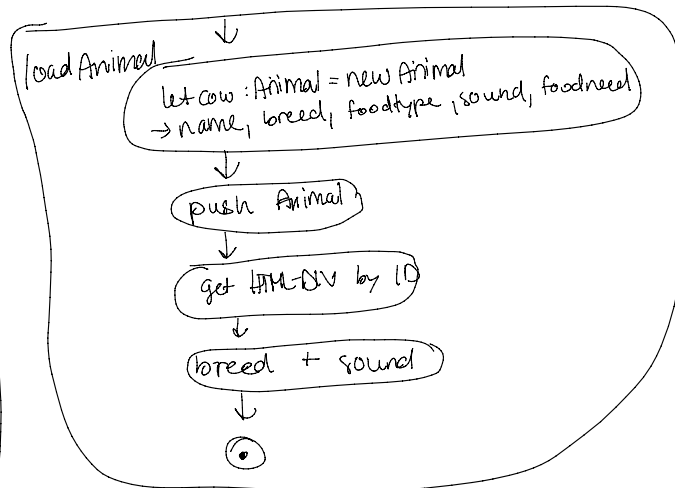 loadAnimal
let cow : Animal = new Animal
→ name, breed, foodtype, sound, foodneed
push Animal
get HTML-DIV by ID
breed + sound